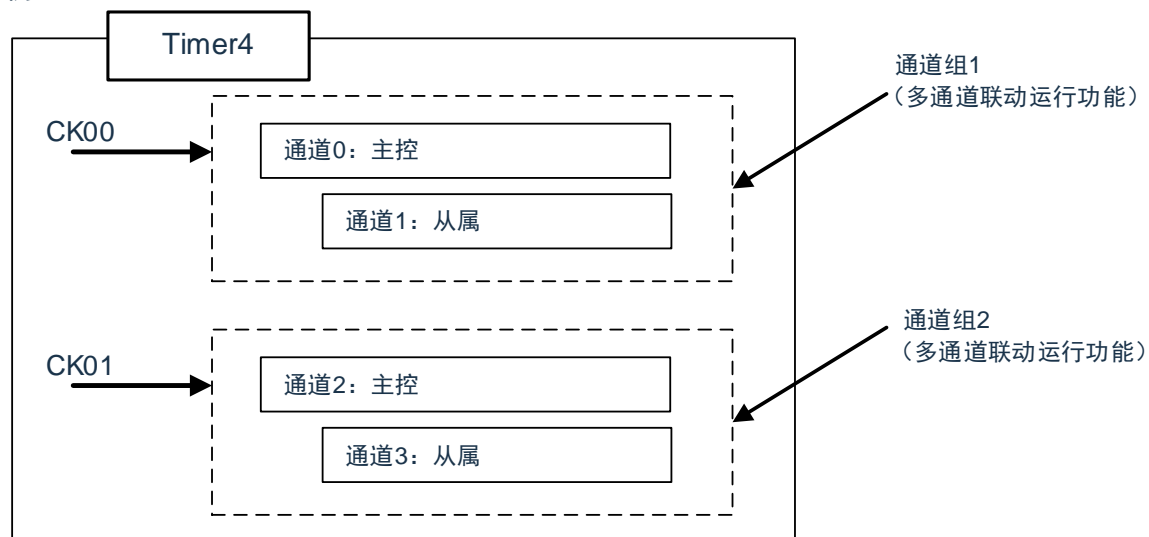 Timer4
通道组1
（多通道联动运行功能）
CK00
通道0：主控
通道1：从属
通道组2
（多通道联动运行功能）
CK01
通道2：主控
通道3：从属